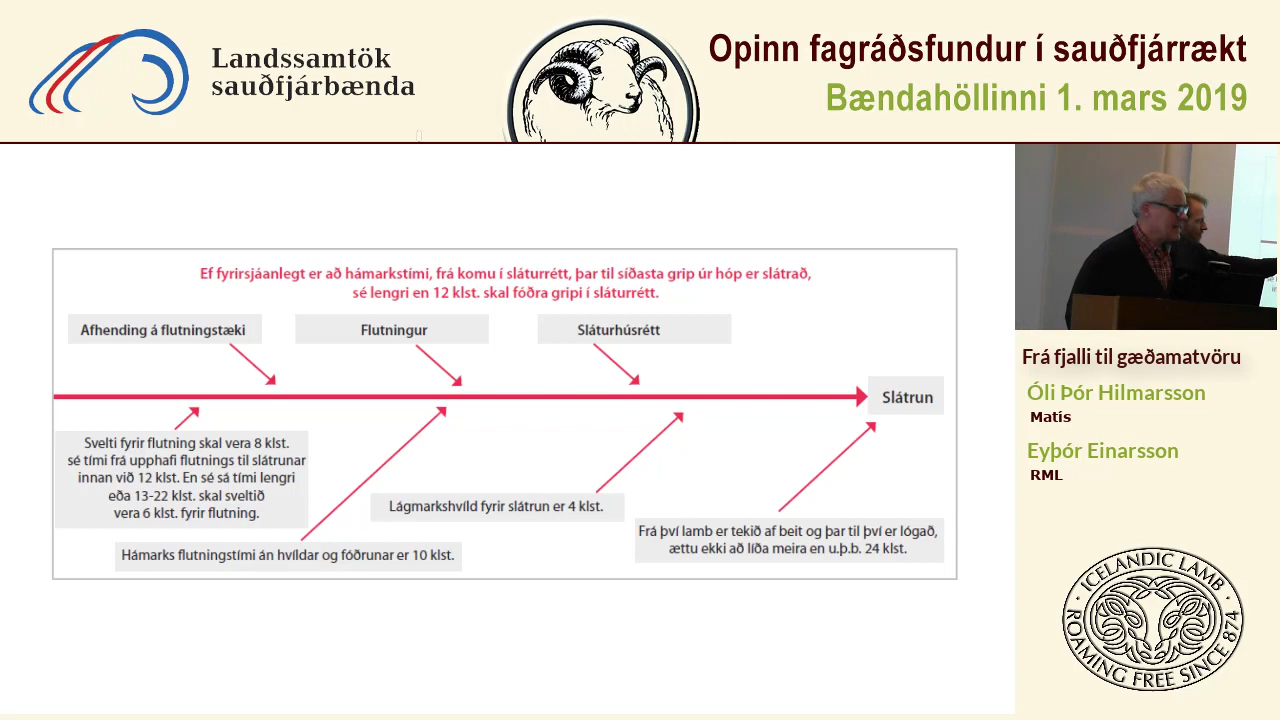 Landssamtök
sauðfjárbænda
Opinn fagráðsfundur í sauðfjárrækt
Bændahöllinni 1. mars 2019
Ef fyrirsjáanlegt er að hámarkstími, frá komu í sláturrétt, þar til síðasta grip úr hóp er slátrað,
sé lengri en 12 klst. skal fóðra gripi í sláturrétt.
Afhending á flutningstæki
Flutningur
Sláturhúsrétt
Slátrun
Svelti fyrir flutning skal vera 8 klst.
sé tími frá upphafi flutnings til slátrunar
innan við 12 klst. En sé sá tími lengri
eða 13-22 klst. skal sveltið
vera 6 klst. fyrir flutning.
Hámarks flutningstími án hvíldar og fóðrunar er 10 klst.
Lágmarkshvíld fyrir slátrun er 4 klst.
Frá því lamb er tekið af beit og þar til því er lógað,
ættu ekki að líða meira en u.þ.b. 24 klst.
Frá fjalli til gæðamatvöru
Óli Þór Hilmarsson
Matís
Eyþór Einarsson
RML
· ICELANDIC LAMB ·
ROAMING FREE SINCE 874